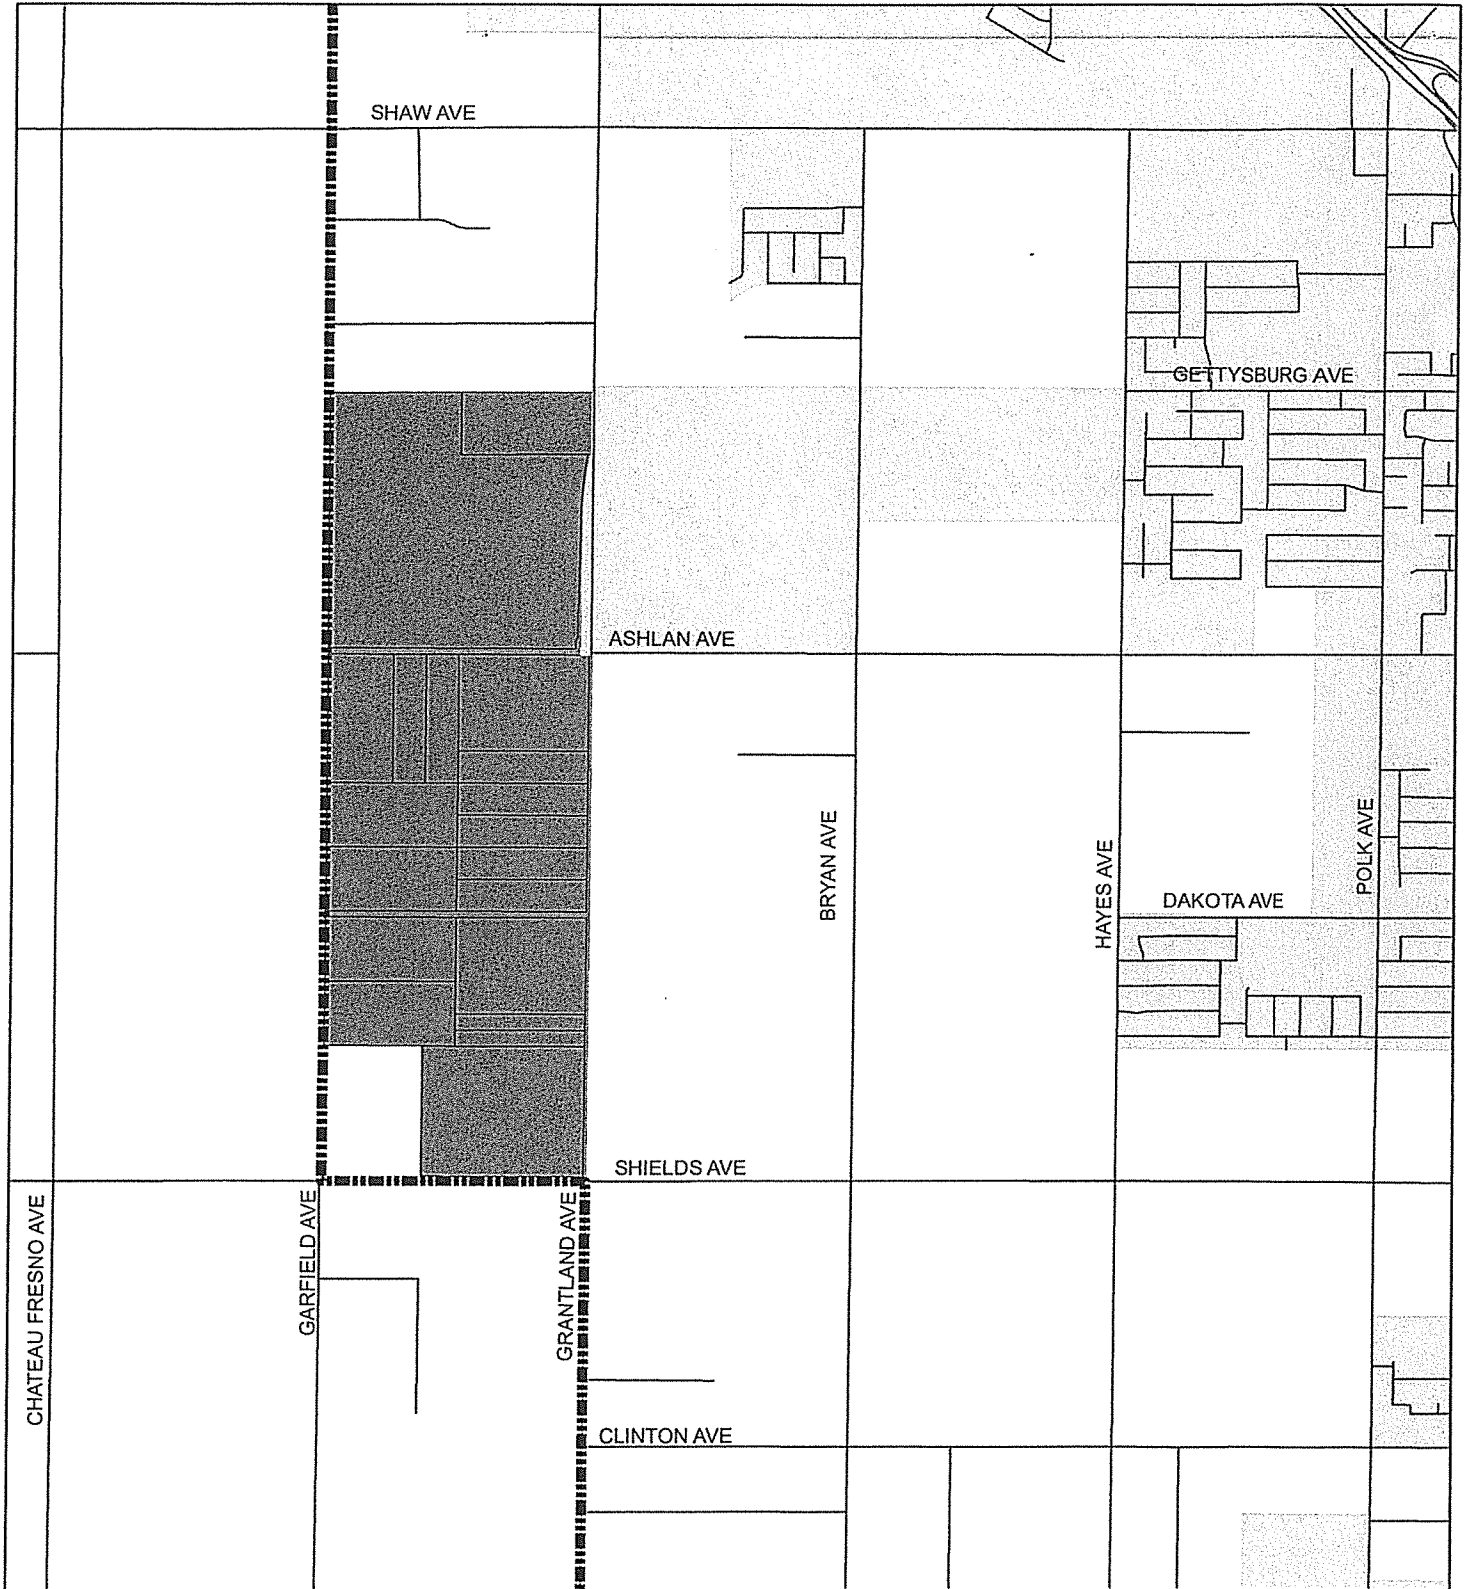 SHAW AVE
GETTYSBURG AVE
ASHLAN AVE
BRYAN AVE
HAYES AVE
POLK AVE
DAKOTA AVE
SHIELDS AVE
CHATEAU FRESNO AVE
GARFIELD AVE
GRANTLAND AVE
CLINTON AVE